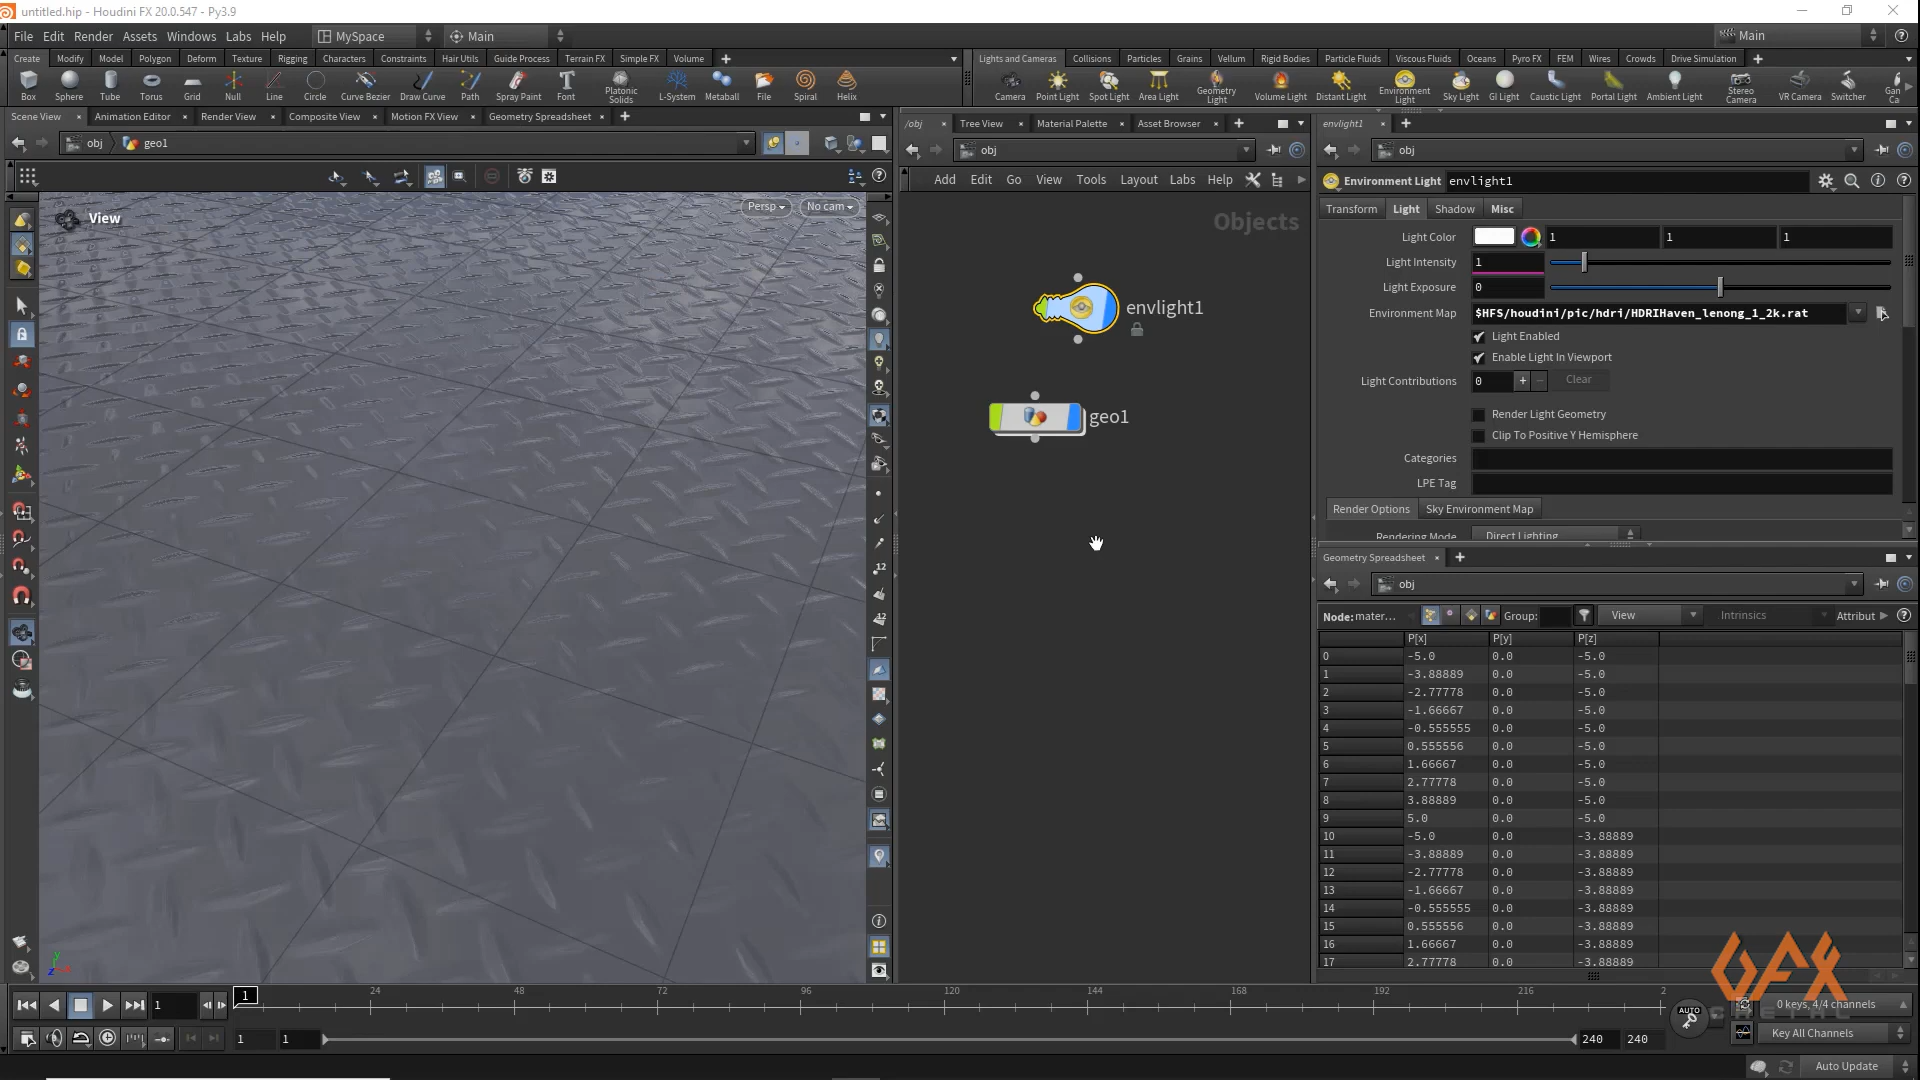 untitled.hip - Houdini FX 20.0.547 - Py3.9
File Edit Render Assets Windows Labs Help MySpace Main Main
Create Modify Model Polygon Deform Texture Rigging Characters Constraints Hair Utils Guide Process Terrain FX Simple FX Volume
Lights and Cameras Collisions Particles Grains Vellum Rigid Bodies Particle Fluids Viscous Fluids Oceans Pyro FX FEM Wires Crowds Drive Simulation
Box Sphere Tube Torus Grid Null Line Circle Curve Bezier Draw Curve Path Spray Paint Font Platonic Solids L-System Metaball File Spiral Helix
Camera Point Light Spot Light Area Light Geometry Light Volume Light Distant Light Environment Light Sky Light GI Light Caustic Light Portal Light Ambient Light Stereo Camera VR Camera Switcher Gan Ca
Scene View Animation Editor Render View Composite View Motion FX View Geometry Spreadsheet
/obj Tree View Material Palette Asset Browser
envlight1
obj geo1
obj
obj
Add Edit Go View Tools Layout Labs Help
Environment Light envlight1
View Persp No cam
Objects
envlight1
geo1
Transform Light Shadow Misc
Light Color 1 1 1
Light Intensity 1
Light Exposure 0
Environment Map $HFS/houdini/pic/hdri/HDRIHaven_lenong_1_2k.rat
Light Enabled
Enable Light In Viewport
Light Contributions 0 + Clear
Render Light Geometry
Clip To Positive Y Hemisphere
Categories
LPE Tag
Render Options Sky Environment Map
Rendering Mode Direct Lighting
Geometry Spreadsheet
obj
Node: mater... Group: View Intrinsics Attribut
P[x] P[y] P[z]
0 -5.0 0.0 -5.0
1 -3.88889 0.0 -5.0
2 -2.77778 0.0 -5.0
3 -1.66667 0.0 -5.0
4 -0.555555 0.0 -5.0
5 0.555556 0.0 -5.0
6 1.66667 0.0 -5.0
7 2.77778 0.0 -5.0
8 3.88889 0.0 -5.0
9 5.0 0.0 -5.0
10 -5.0 0.0 -3.88889
11 -3.88889 0.0 -3.88889
12 -2.77778 0.0 -3.88889
13 -1.66667 0.0 -3.88889
14 -0.555555 0.0 -3.88889
15 0.555556 0.0 -3.88889
16 1.66667 0.0 -3.88889
17 2.77778 0.0 -3.88889
1 1 24 48 72 96 120 144 168 192 216 2
AUTO 0 keys, 4/4 channels
1 1 240 240 Key All Channels
Auto Update